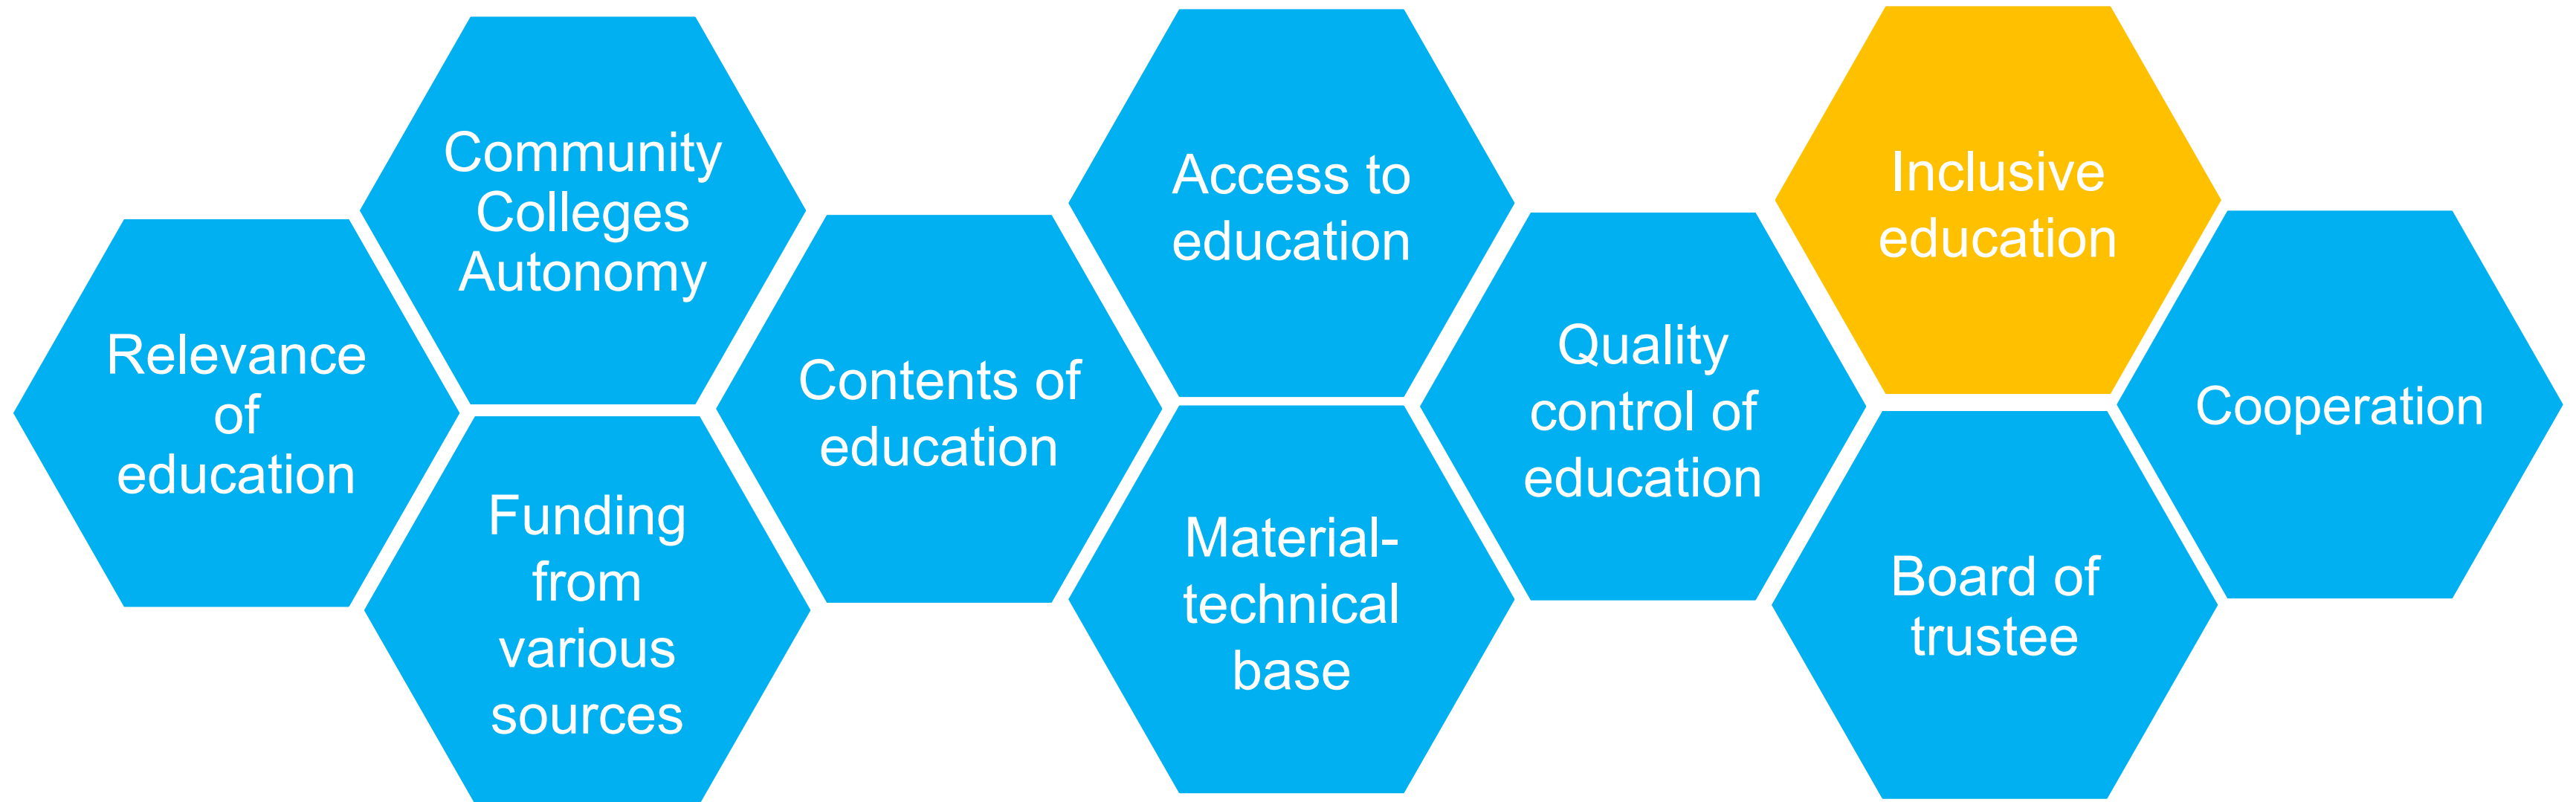 Relevance
of
education
Community
Colleges
Autonomy
Funding
from
various
sources
Contents of
education
Access to
education
Material-
technical
base
Quality
control of
education
Inclusive
education
Board of
trustee
Cooperation